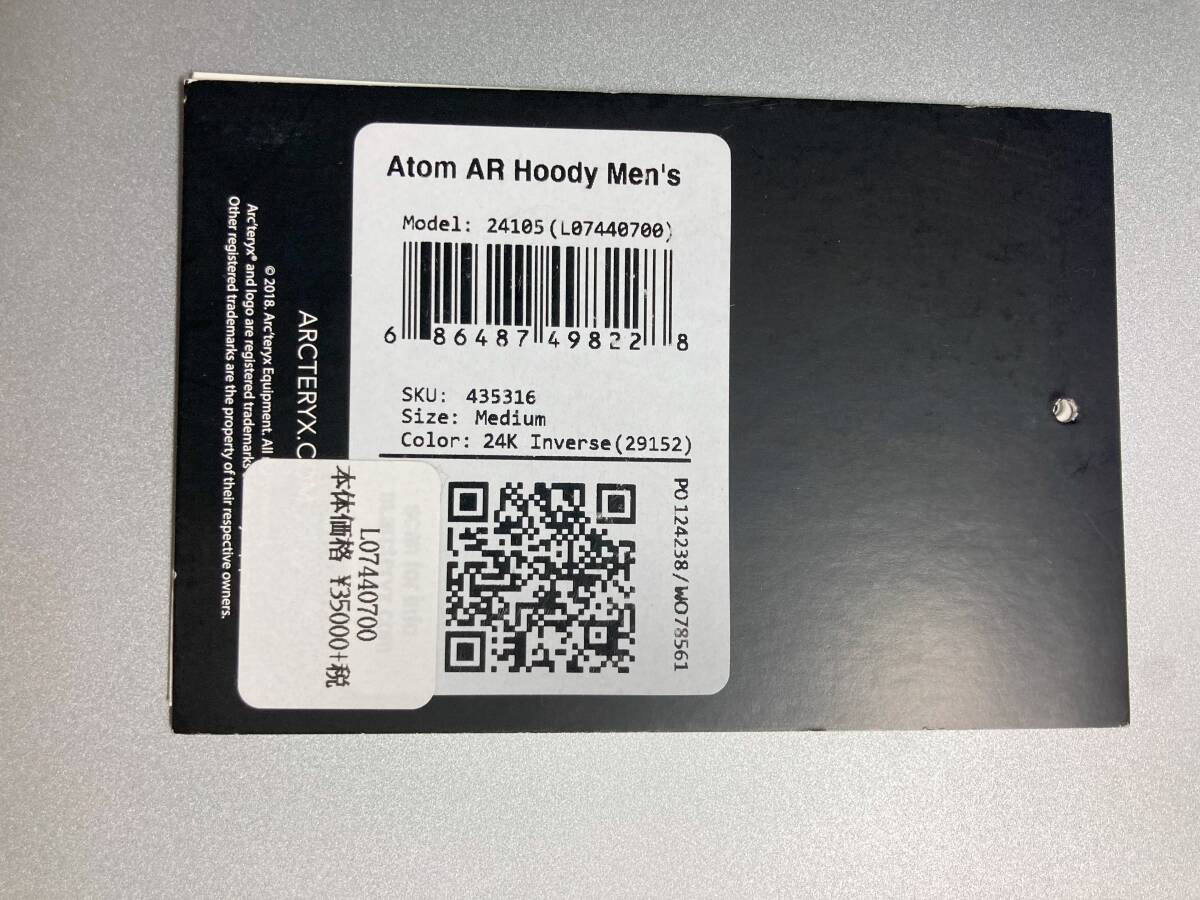 Atom AR Hoody Men's
Model: 24105(L07440700)
6 86487 49822 8
SKU: 435316
Size: Medium
Color: 24K Inverse(29152)
PO 124238/WO78561
L07440700
本体価格 ¥35000+税
ARCTERYX.C
© 2018. Arc'teryx Equipment. All
Arc'teryx® and logo are registered trademarks
Other registered trademarks are the property of their respective owners.